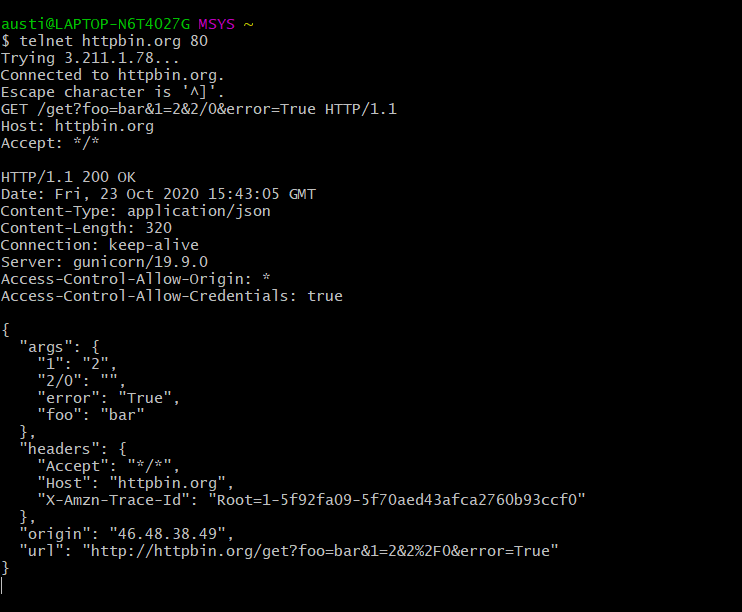 austi@LAPTOP-N6T4027G MSYS ~
$ telnet httpbin.org 80
Trying 3.211.1.78...
Connected to httpbin.org.
Escape character is '^]'.
GET /get?foo=bar&1=2&2/0&error=True HTTP/1.1
Host: httpbin.org
Accept: */*

HTTP/1.1 200 OK
Date: Fri, 23 Oct 2020 15:43:05 GMT
Content-Type: application/json
Content-Length: 320
Connection: keep-alive
Server: gunicorn/19.9.0
Access-Control-Allow-Origin: *
Access-Control-Allow-Credentials: true

{
  "args": {
    "1": "2",
    "2/0": "",
    "error": "True",
    "foo": "bar"
  },
  "headers": {
    "Accept": "*/*",
    "Host": "httpbin.org",
    "X-Amzn-Trace-Id": "Root=1-5f92fa09-5f70aed43afca2760b93ccf0"
  },
  "origin": "46.48.38.49",
  "url": "http://httpbin.org/get?foo=bar&1=2&2%2F0&error=True"
}